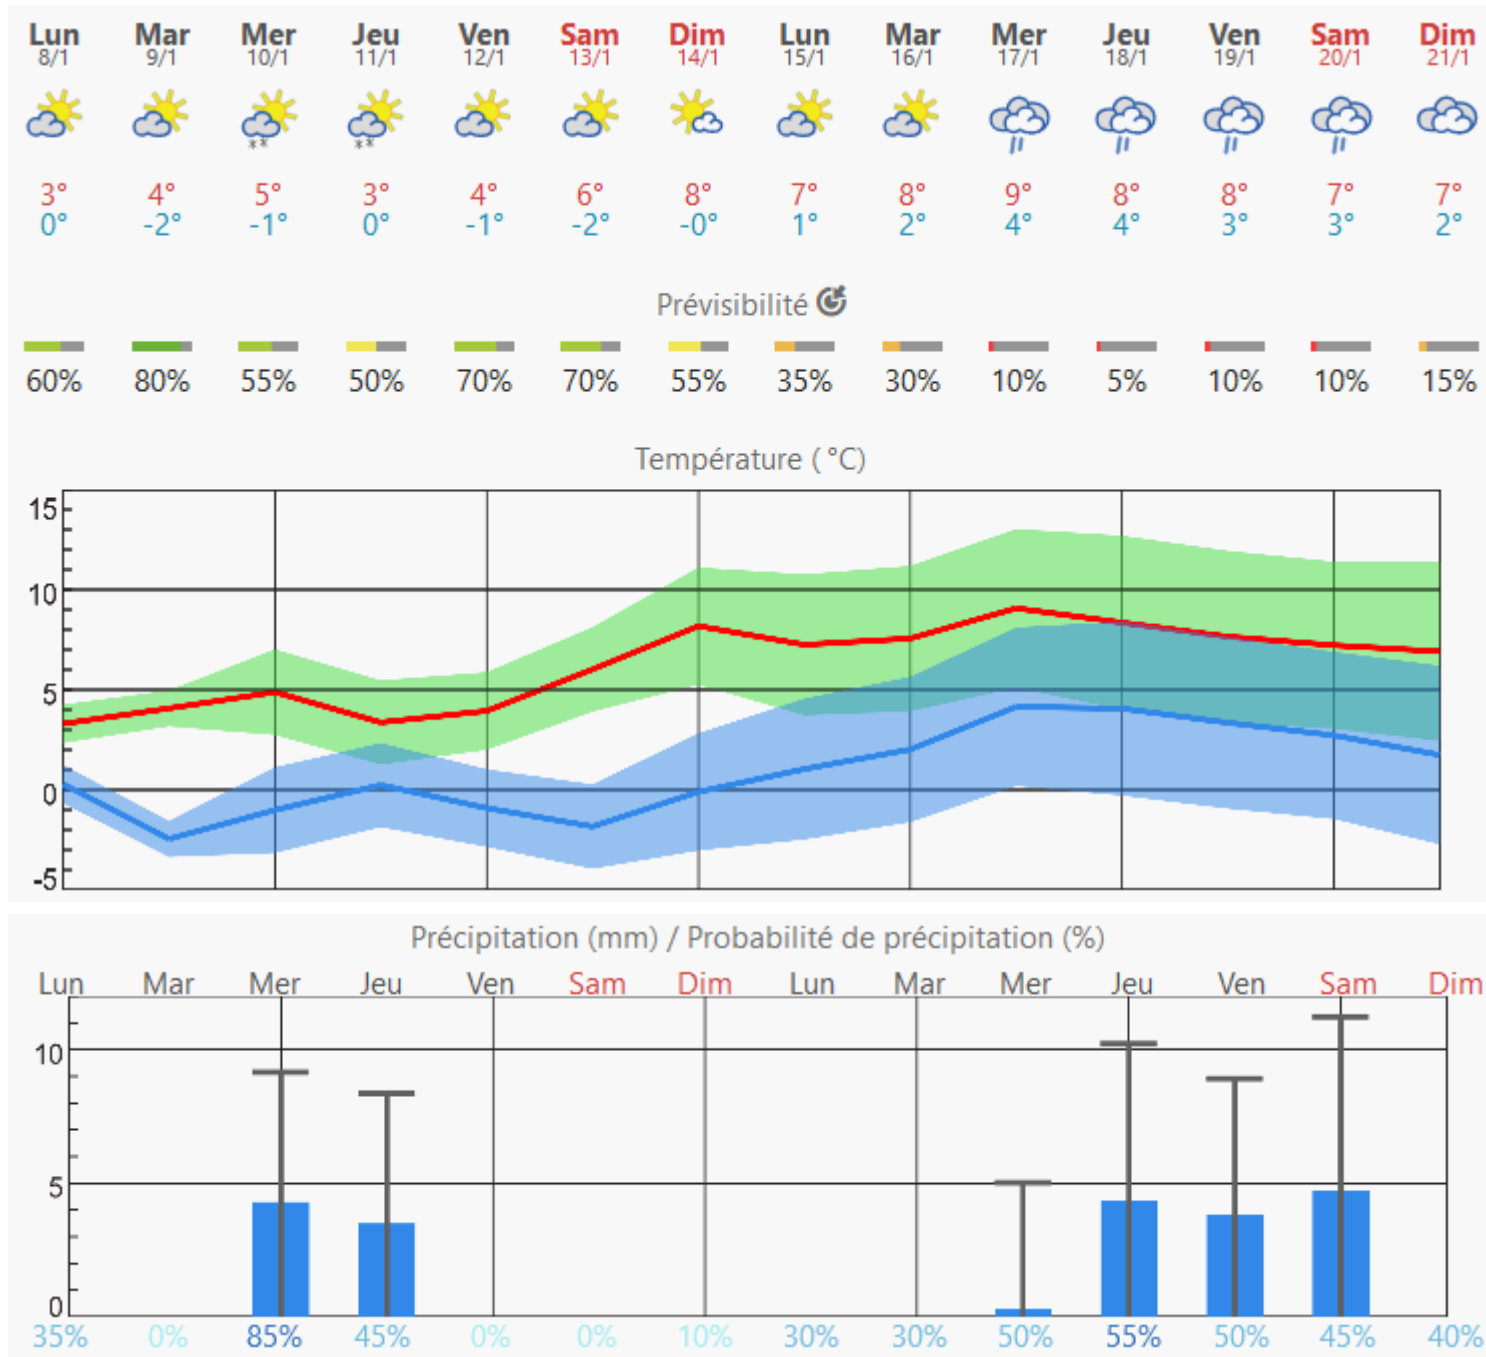 Lun Mar Mer Jeu Ven Sam Dim Lun Mar Mer Jeu Ven Sam Dim
8/1 9/1 10/1 11/1 12/1 13/1 14/1 15/1 16/1 17/1 18/1 19/1 20/1 21/1
3° 4° 5° 3° 4° 6° 8° 7° 8° 9° 8° 8° 7° 7°
0° -2° -1° 0° -1° -2° -0° 1° 2° 4° 4° 3° 3° 2°
Prévisibilité
60% 80% 55% 50% 70% 70% 55% 35% 30% 10% 5% 10% 10% 15%
Température ( °C)
15
10
5
0
-5
Précipitation (mm) / Probabilité de précipitation (%)
Lun Mar Mer Jeu Ven Sam Dim Lun Mar Mer Jeu Ven Sam Dim
10
5
0
35% 0% 85% 45% 0% 0% 10% 30% 30% 50% 55% 50% 45% 40%